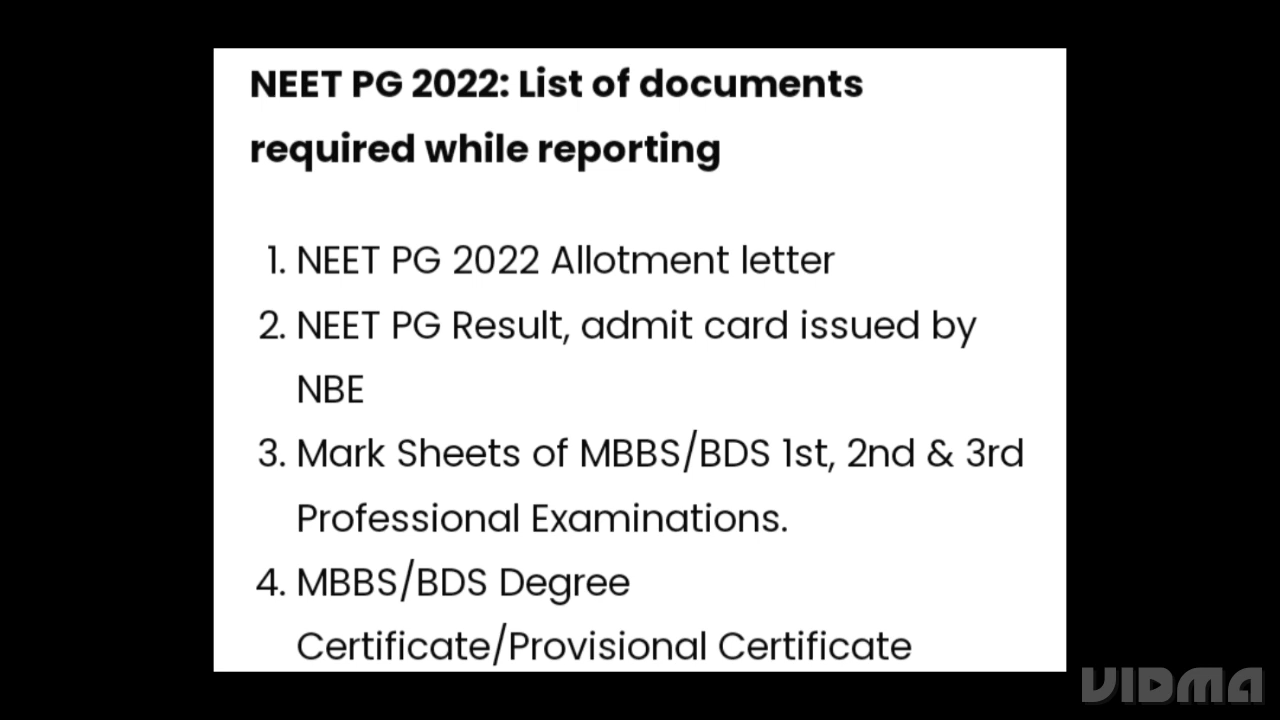 NEET PG 2022: List of documents
required while reporting
1. NEET PG 2022 Allotment letter
2. NEET PG Result, admit card issued by
NBE
3. Mark Sheets of MBBS/BDS 1st, 2nd & 3rd
Professional Examinations.
4. MBBS/BDS Degree
Certificate/Provisional Certificate
VIDMA